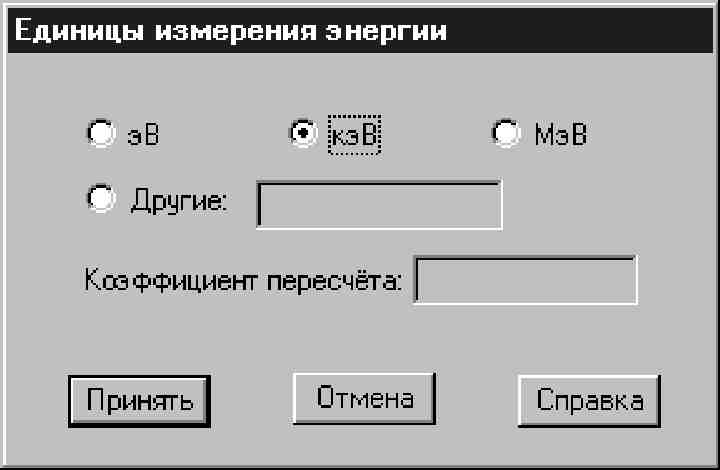 Единицы измерения энергии
эВ кэВ МэВ
Другие:
Коэффициент пересчёта:
Принять Отмена Справка